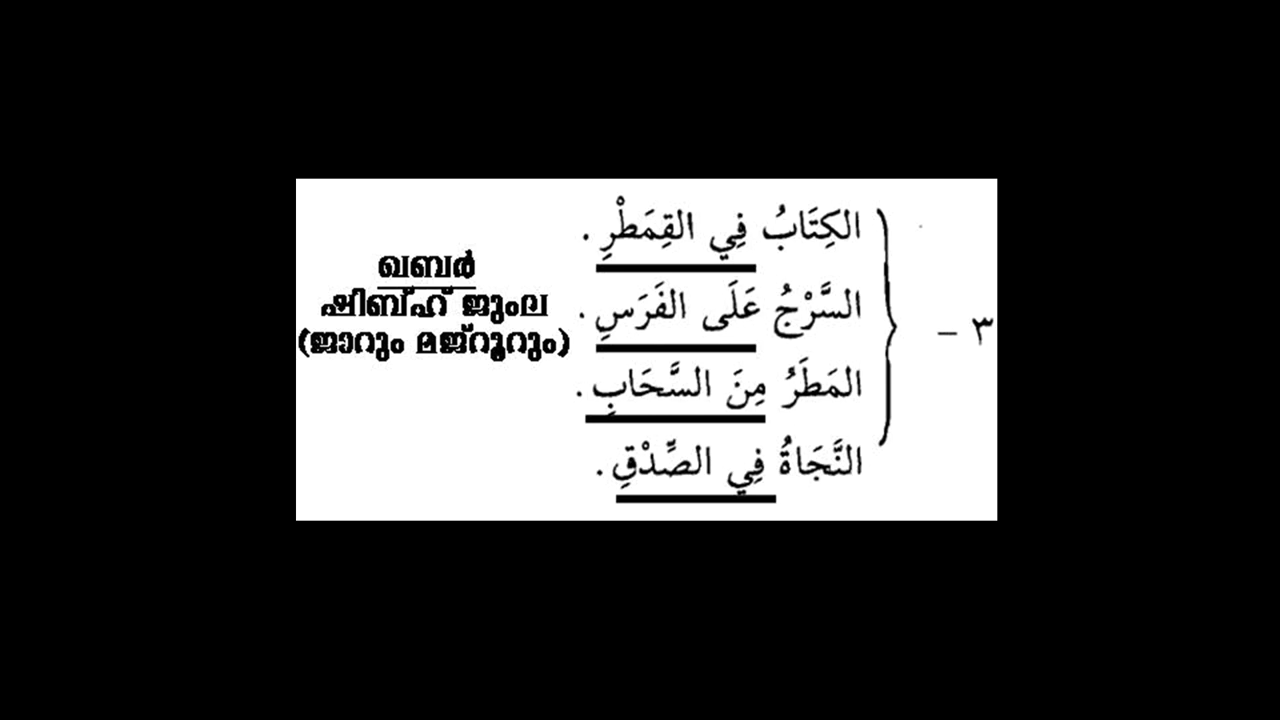 ٣ -
الكِتَابُ فِي القِمَطْرِ .
السَّرْجُ عَلَى الفَرَسِ .
المَطَرُ مِنَ السَّحَابِ .
النَّجَاةُ فِي الصِّدْقِ .
ഖബർ
ഷിബ്ഹ് ജുംല
(ജാറും മജ്റൂറും)